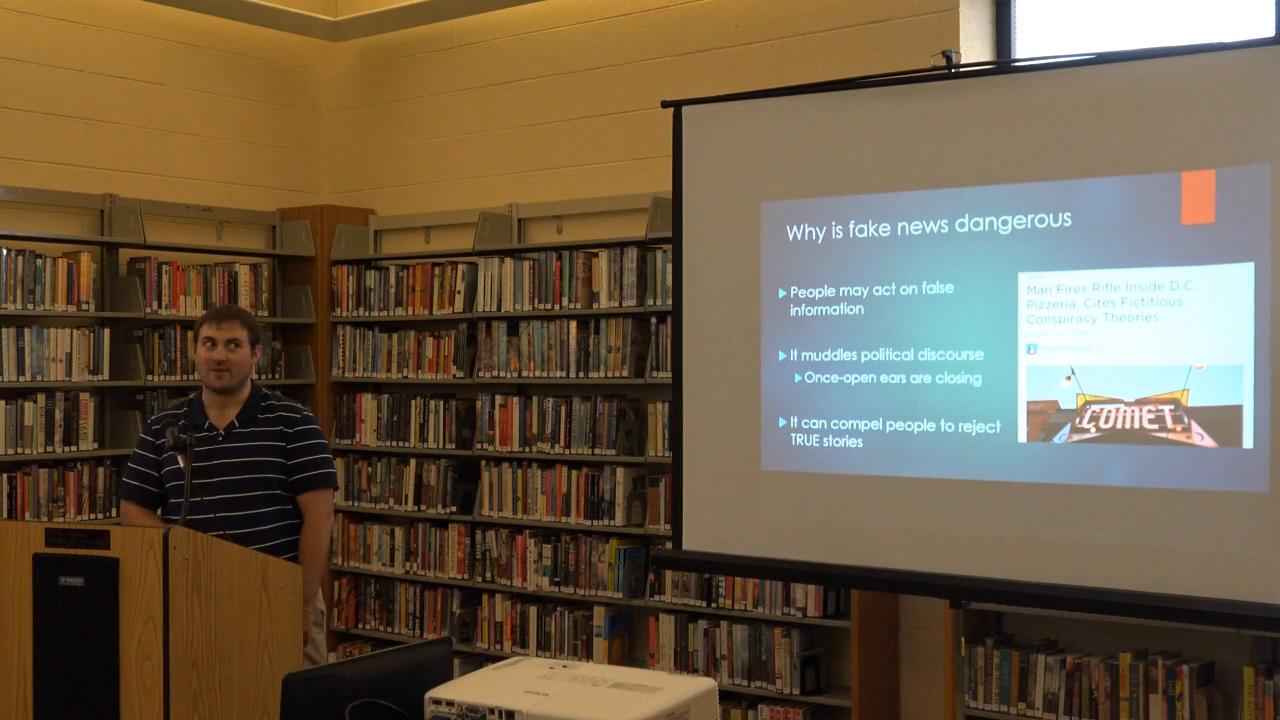 Why is fake news dangerous
People may act on false
information
It muddles political discourse
Once-open ears are closing
It can compel people to reject
TRUE stories
Man Fires Rifle Inside D.C.
Pizzeria, Cites Fictitious
Conspiracy Theories
COMET
EPSON